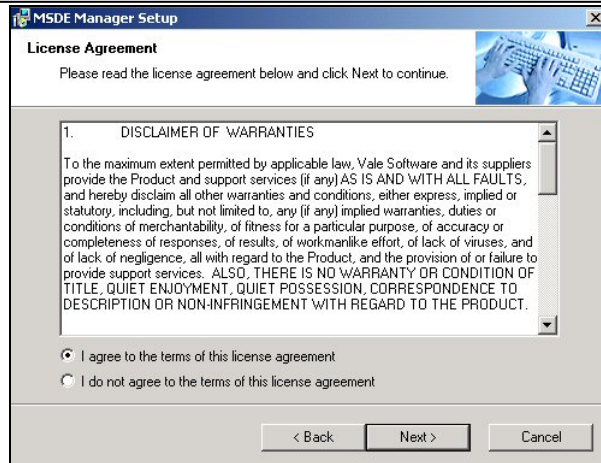 MSDE Manager Setup
License Agreement
Please read the license agreement below and click Next to continue.
1. DISCLAIMER OF WARRANTIES
To the maximum extent permitted by applicable law, Vale Software and its suppliers
provide the Product and support services (if any) AS IS AND WITH ALL FAULTS,
and hereby disclaim all other warranties and conditions, either express, implied or
statutory, including, but not limited to, any (if any) implied warranties, duties or
conditions of merchantability, of fitness for a particular purpose, of accuracy or
completeness of responses, of results, of workmanlike effort, of lack of viruses, and
of lack of negligence, all with regard to the Product, and the provision of or failure to
provide support services. ALSO, THERE IS NO WARRANTY OR CONDITION OF
TITLE, QUIET ENJOYMENT, QUIET POSSESSION, CORRESPONDENCE TO
DESCRIPTION OR NON-INFRINGEMENT WITH REGARD TO THE PRODUCT.
I agree to the terms of this license agreement
I do not agree to the terms of this license agreement
< Back Next > Cancel